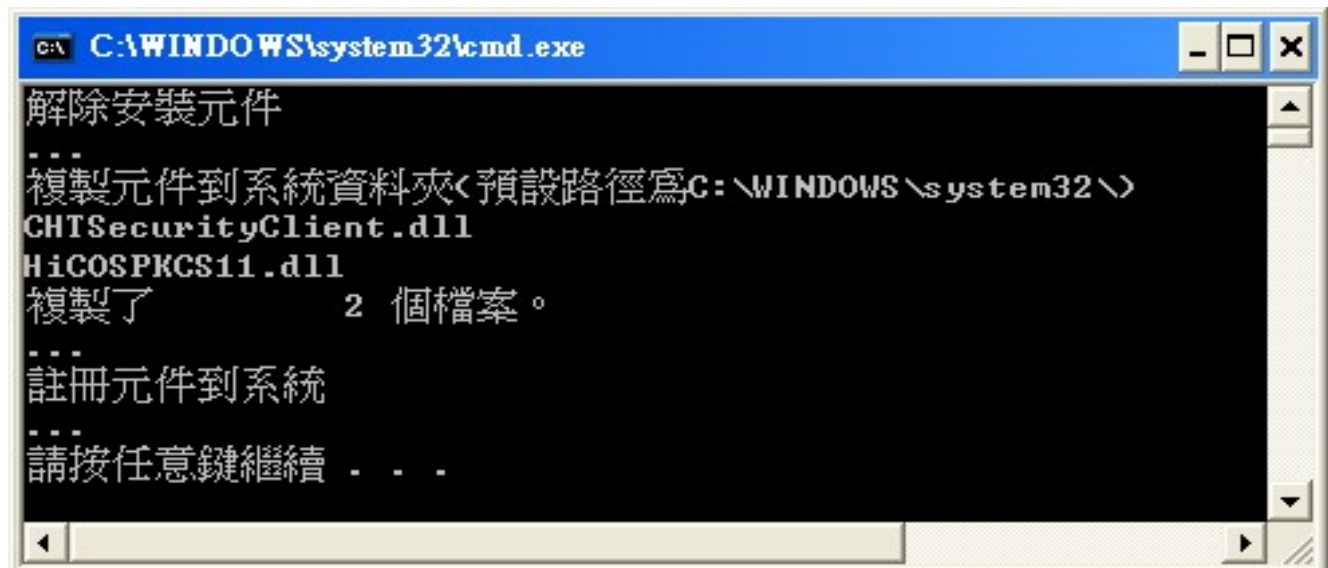 C:\WINDOWS\system32\cmd.exe
解除安裝元件
...
複製元件到系統資料夾(預設路徑為C:\WINDOWS\system32\)
CHTSecurityClient.dll
HiCOSPKCS11.dll
複製了         2 個檔案。
...
註冊元件到系統
...
請按任意鍵繼續 . . .